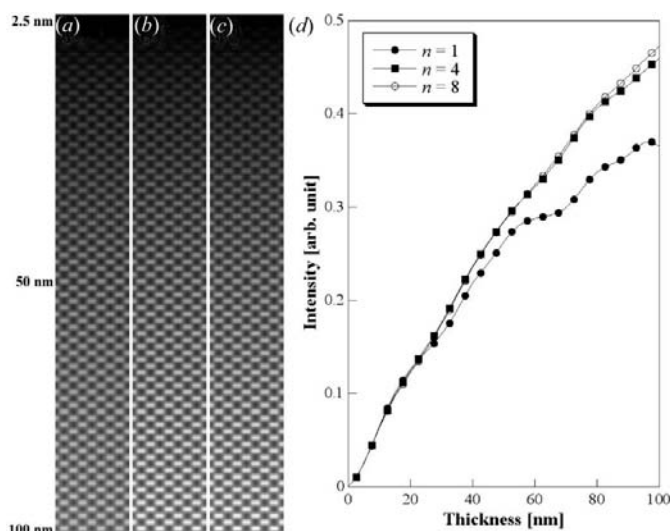 2.5 nm
(a) (b) (c)
50 nm
100 nm
(d)
n = 1
n = 4
n = 8
0.5
0.4
0.3
0.2
0.1
0
Intensity [arb. unit]
0 20 40 60 80 100
Thickness [nm]